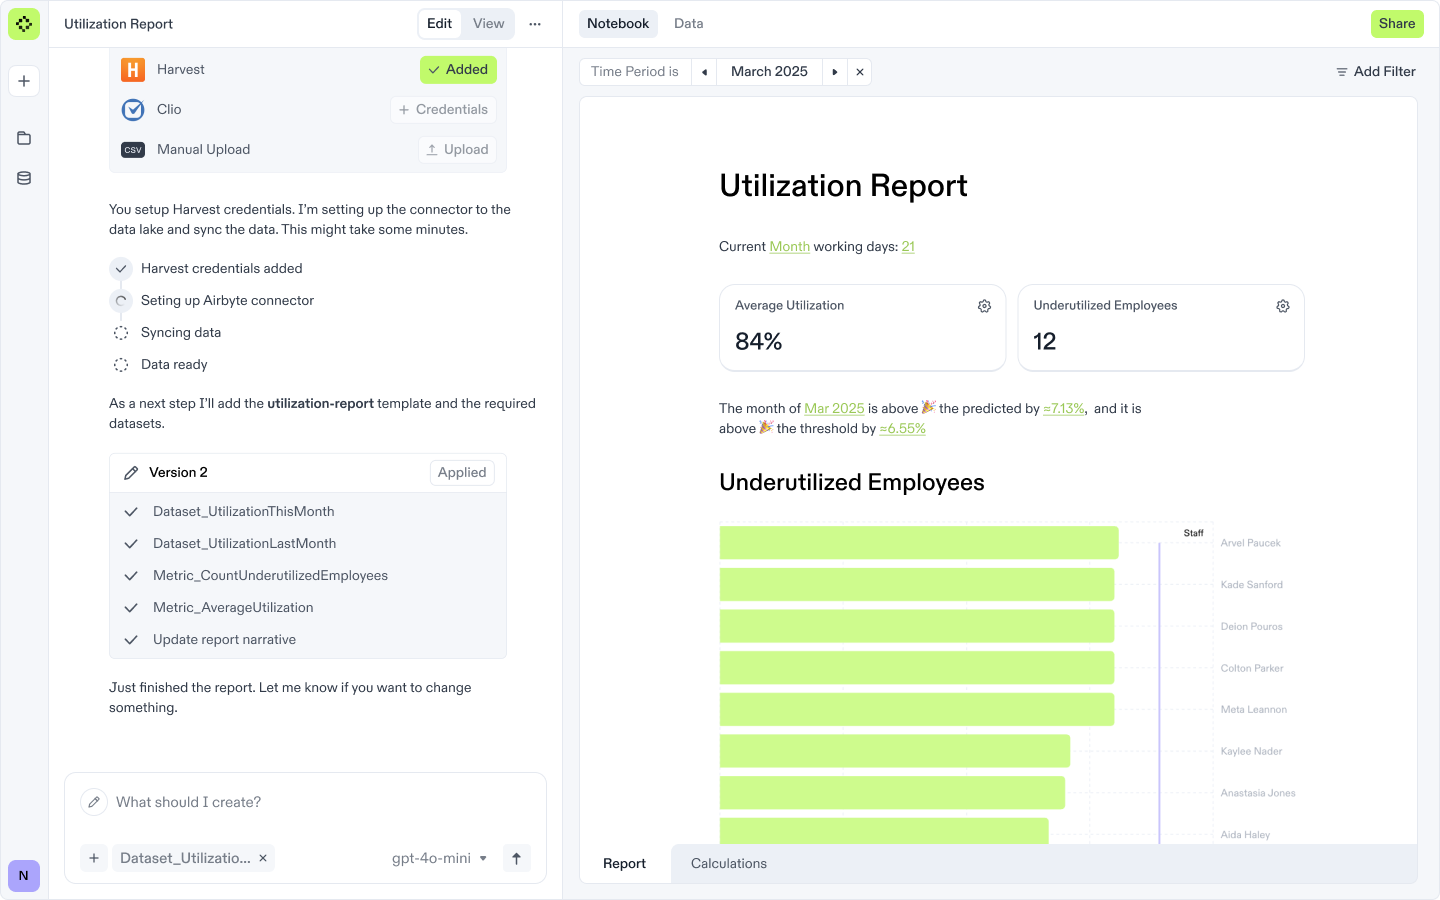 Utilization Report
Edit
View
Harvest
Added
Clio
+ Credentials
CSV
Manual Upload
Upload
You setup Harvest credentials. I'm setting up the connector to the
data lake and sync the data. This might take some minutes.
Harvest credentials added
Seting up Airbyte connector
Syncing data
Data ready
As a next step I'll add the utilization-report template and the required
datasets.
Version 2
Applied
Dataset_UtilizationThisMonth
Dataset_UtilizationLastMonth
Metric_CountUnderutilizedEmployees
Metric_AverageUtilization
Update report narrative
Just finished the report. Let me know if you want to change
something.
What should I create?
Dataset_Utilizatio...
gpt-4o-mini
N
Notebook
Data
Share
Time Period is
March 2025
Add Filter
Utilization Report
Current Month working days: 21
Average Utilization
84%
Underutilized Employees
12
The month of Mar 2025 is above 🎉 the predicted by =7.13%, and it is
above 🎉 the threshold by =6.55%
Underutilized Employees
Staff
Arvel Paucek
Kade Sanford
Deion Pouros
Colton Parker
Meta Leannon
Kaylee Nader
Anastasia Jones
Aida Haley
Report
Calculations